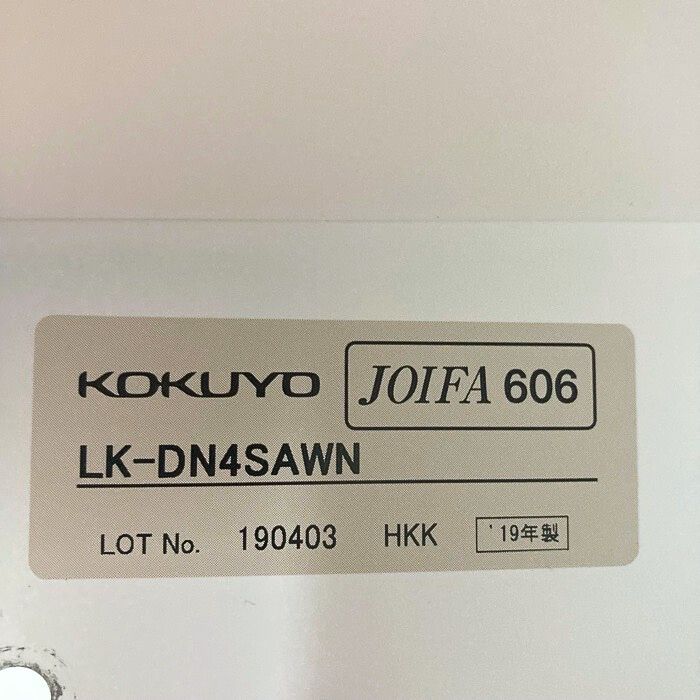 KOKUYO JOIFA 606
LK-DN4SAWN
LOT No. 190403 HKK '19年製